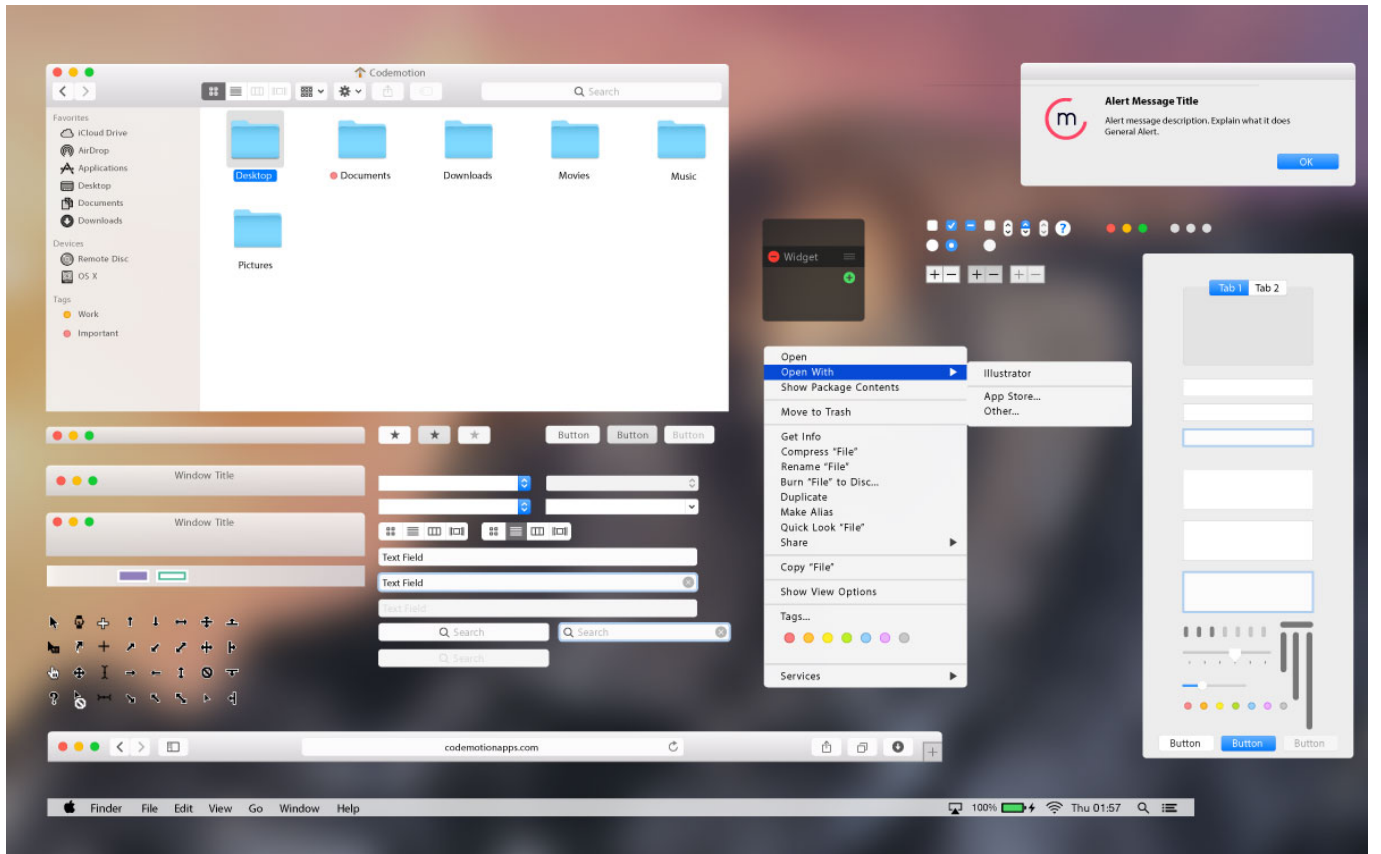 Codemotion
Search
Favorites
iCloud Drive
AirDrop
Applications
Desktop
Documents
Downloads
Devices
Remote Disc
OS X
Tags
Work
Important
Desktop
Documents
Downloads
Movies
Music
Pictures
Alert Message Title
Alert message description. Explain what it does
General Alert.
OK
m
Widget
Tab 1 Tab 2
Open
Open With
Show Package Contents
Move to Trash
Get Info
Compress "File"
Rename "File"
Burn "File" to Disc...
Duplicate
Make Alias
Quick Look "File"
Share
Copy "File"
Show View Options
Tags...
Services
Illustrator
App Store...
Other...
Button Button Button
Window Title
Window Title
Text Field
Text Field
Text Field
Search Search
Search
Button Button Button
codemotionapps.com
Finder File Edit View Go Window Help
100% Thu 01:57